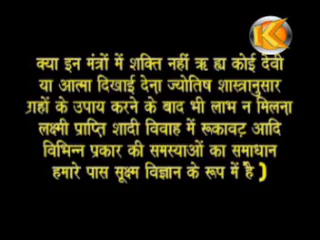 क्या इन मंत्रों में शक्ति नहीं ऋ ह्य कोई देवी
या आत्मा दिखाई देना ज्योतिष शास्त्रानुसार
ग्रहों के उपाय करने के बाद भी लाभ न मिलना
लक्ष्मी प्राप्ति शादी विवाह में रूकावट आदि
विभिन्न प्रकार की समस्याओं का समाधान
हमारे पास सूक्ष्म विज्ञान के रूप में है )